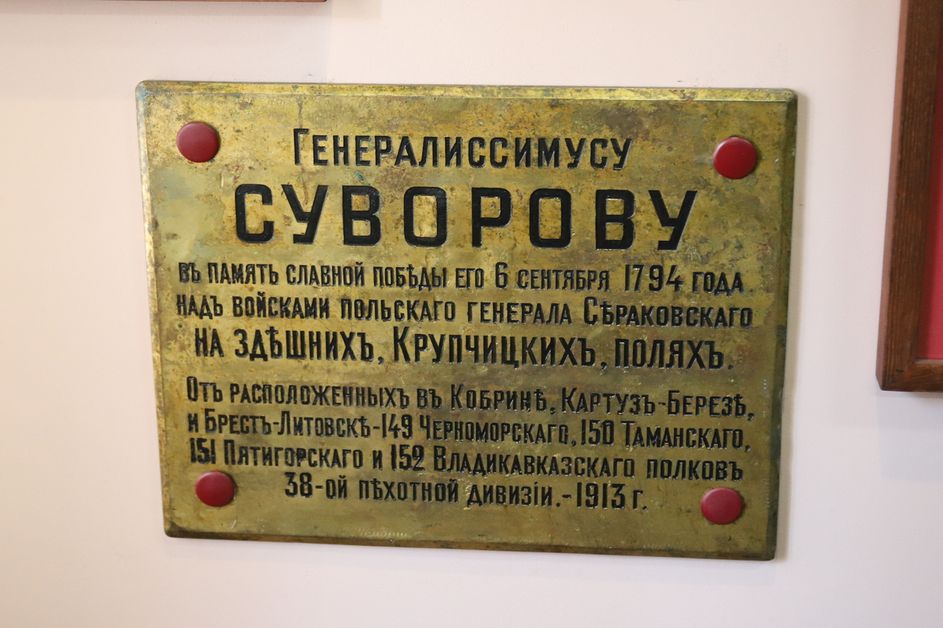 Генералиссимусу
СУВОРОВУ
въ память славной побѣды его 6 сентября 1794 года
надъ войсками польскаго генерала Сѣраковскаго
на здѣшнихъ, Крупчицкихъ, поляхъ.
Отъ расположенныхъ въ Кобринѣ, Картузъ-Березѣ,
и Брестъ-Литовскѣ-149 Черноморскаго, 150 Таманскаго,
151 Пятигорскаго и 152 Владикавказскаго полковъ
38-ой пѣхотной дивизіи.-1913 г.